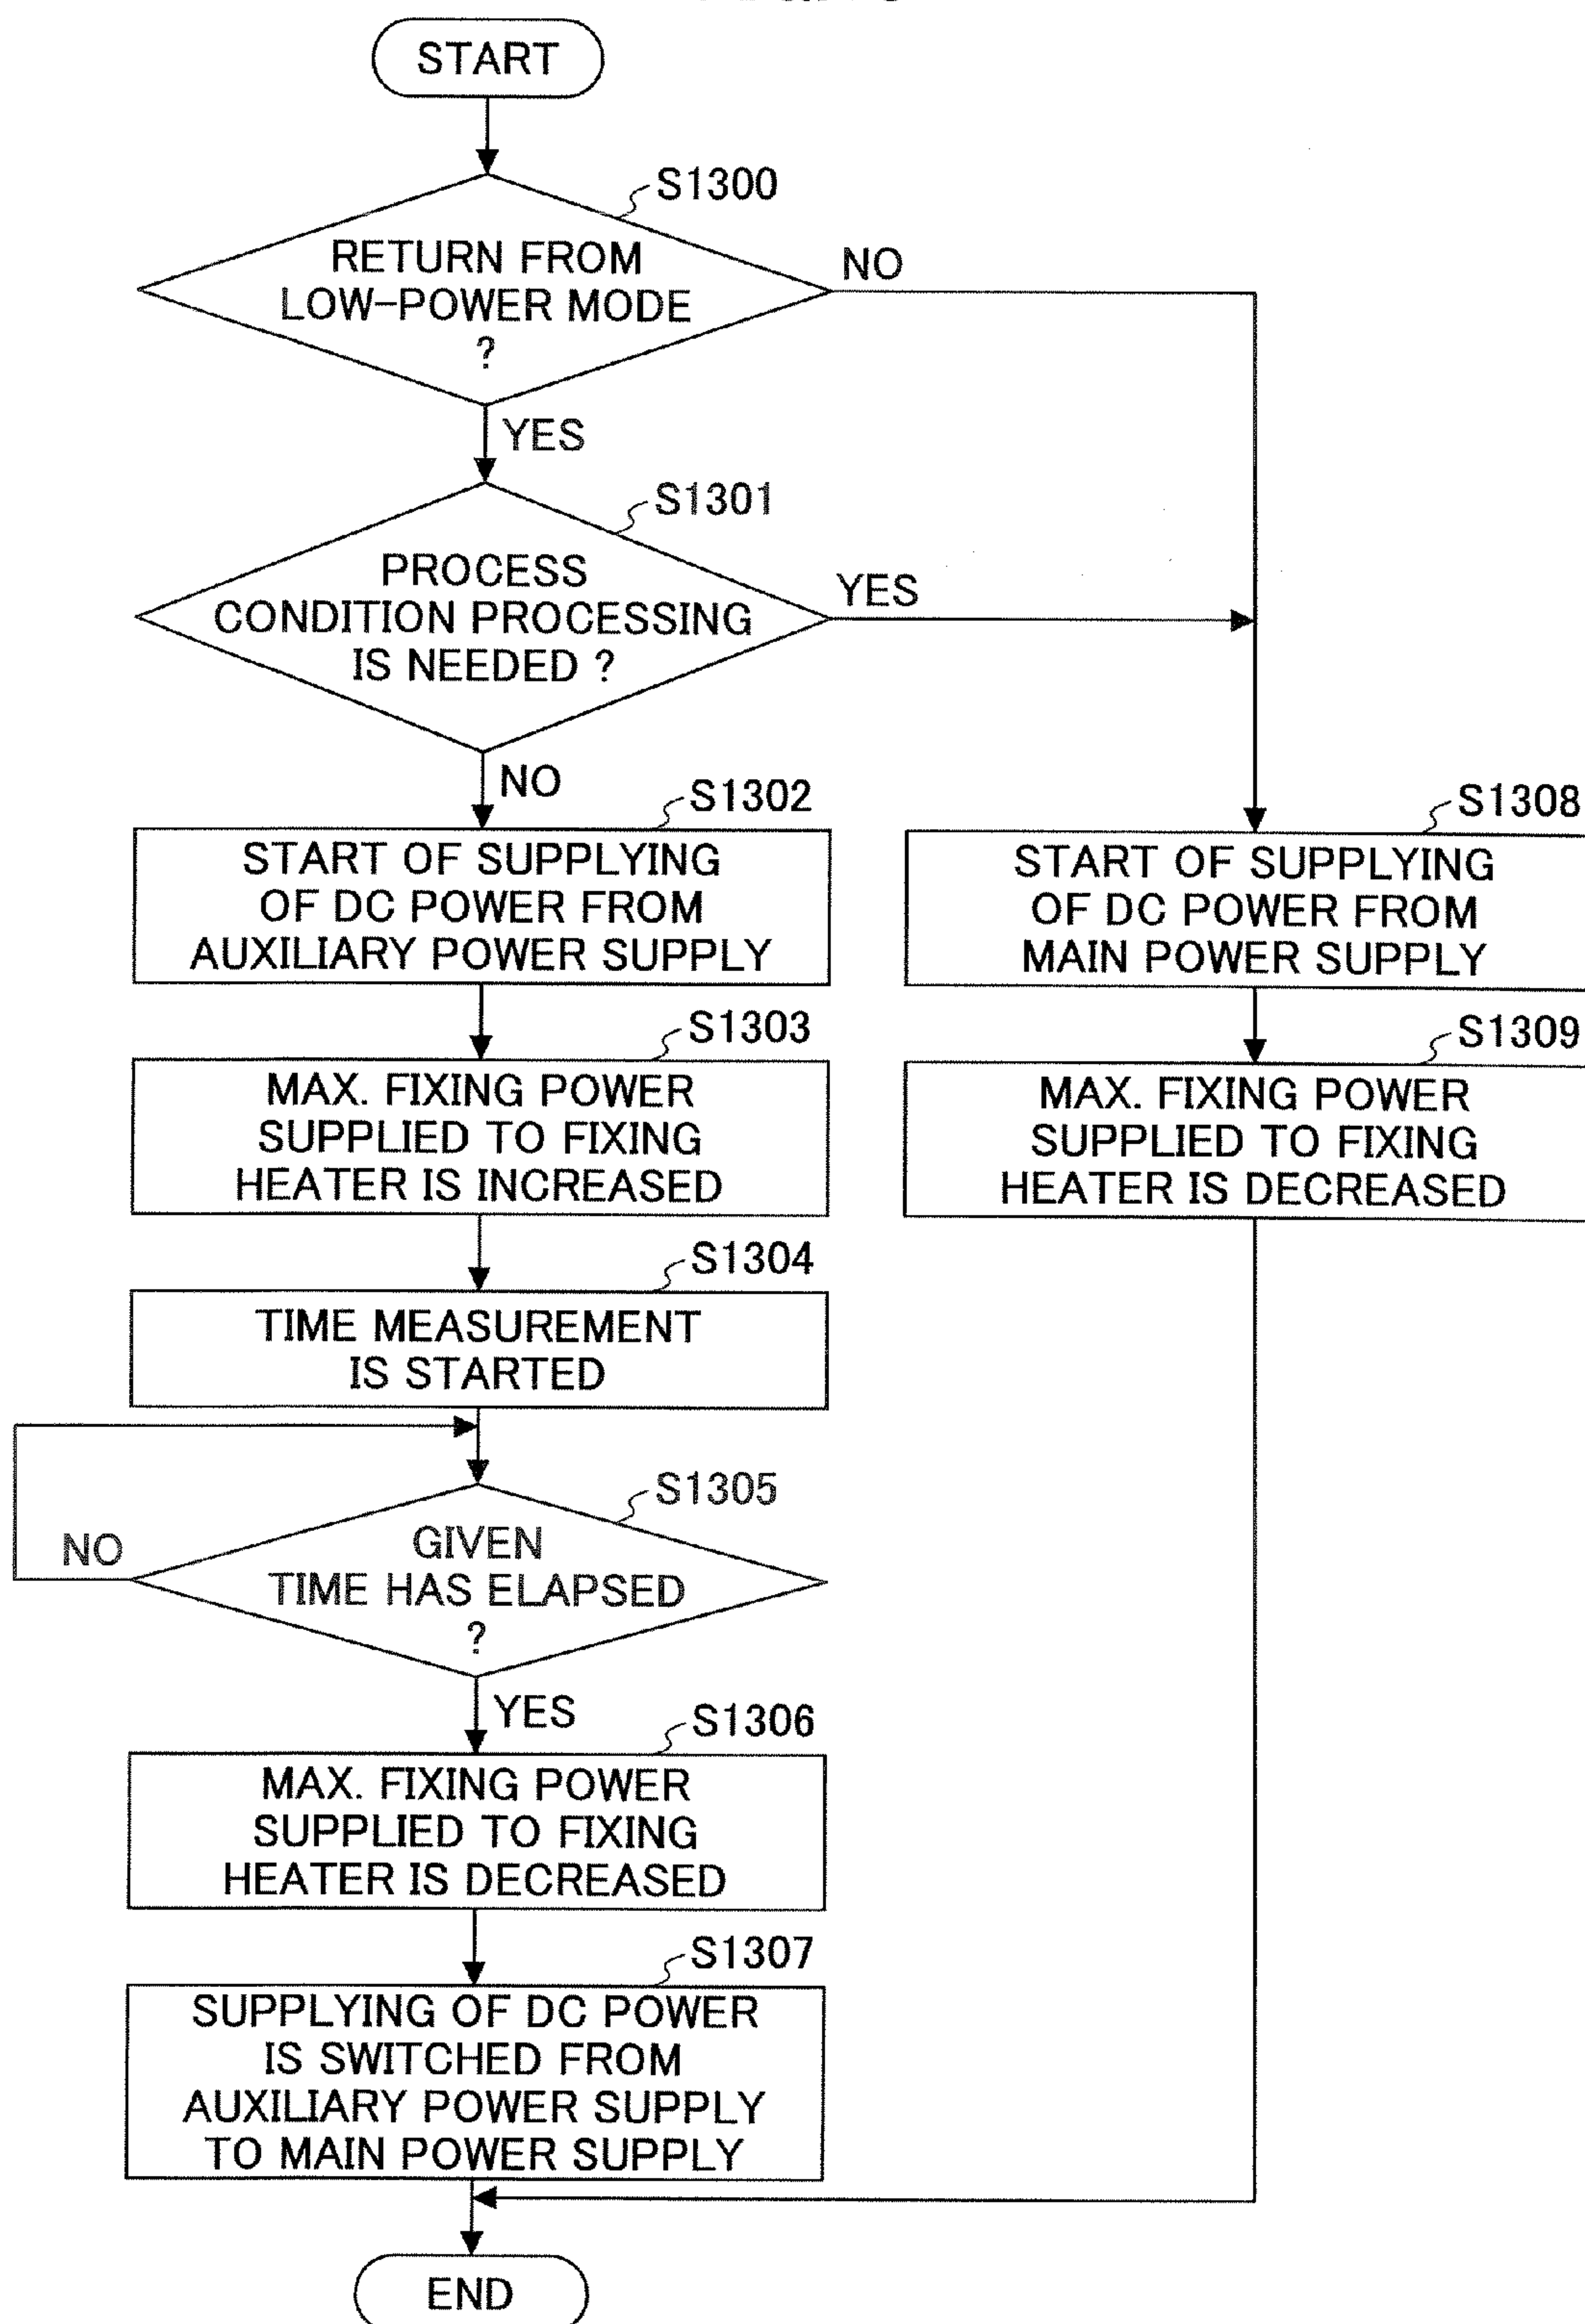 START
S1300
RETURN FROM
LOW-POWER MODE
?
NO
YES
S1301
PROCESS
CONDITION PROCESSING
IS NEEDED ?
YES
NO
S1302
START OF SUPPLYING
OF DC POWER FROM
AUXILIARY POWER SUPPLY
S1308
START OF SUPPLYING
OF DC POWER FROM
MAIN POWER SUPPLY
S1303
MAX. FIXING POWER
SUPPLIED TO FIXING
HEATER IS INCREASED
S1309
MAX. FIXING POWER
SUPPLIED TO FIXING
HEATER IS DECREASED
S1304
TIME MEASUREMENT
IS STARTED
S1305
GIVEN
TIME HAS ELAPSED
?
NO
YES
S1306
MAX. FIXING POWER
SUPPLIED TO FIXING
HEATER IS DECREASED
S1307
SUPPLYING OF DC POWER
IS SWITCHED FROM
AUXILIARY POWER SUPPLY
TO MAIN POWER SUPPLY
END